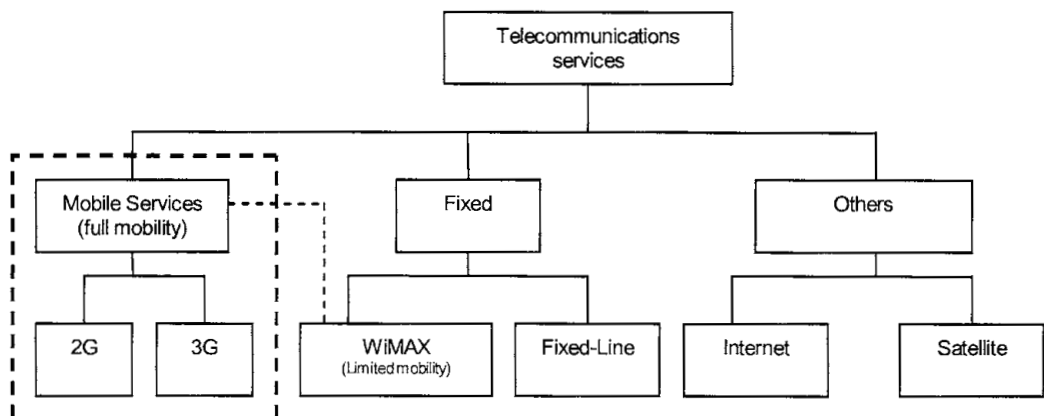 Telecommunications
services
Mobile Services
(full mobility)
Fixed
Others
2G
3G
WiMAX
(Limited mobility)
Fixed-Line
Internet
Satellite